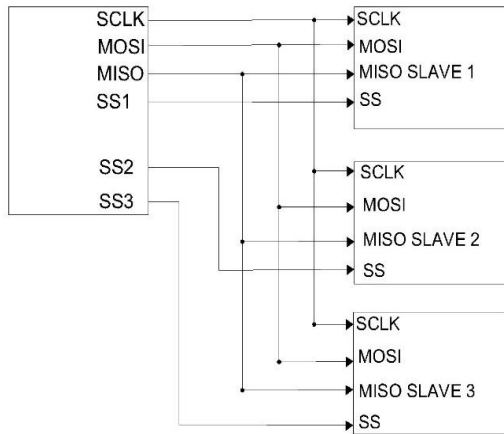 SCLK
MOSI
MISO
SS1
SS2
SS3
SCLK
MOSI
MISO SLAVE 1
SS
SCLK
MOSI
MISO SLAVE 2
SS
SCLK
MOSI
MISO SLAVE 3
SS